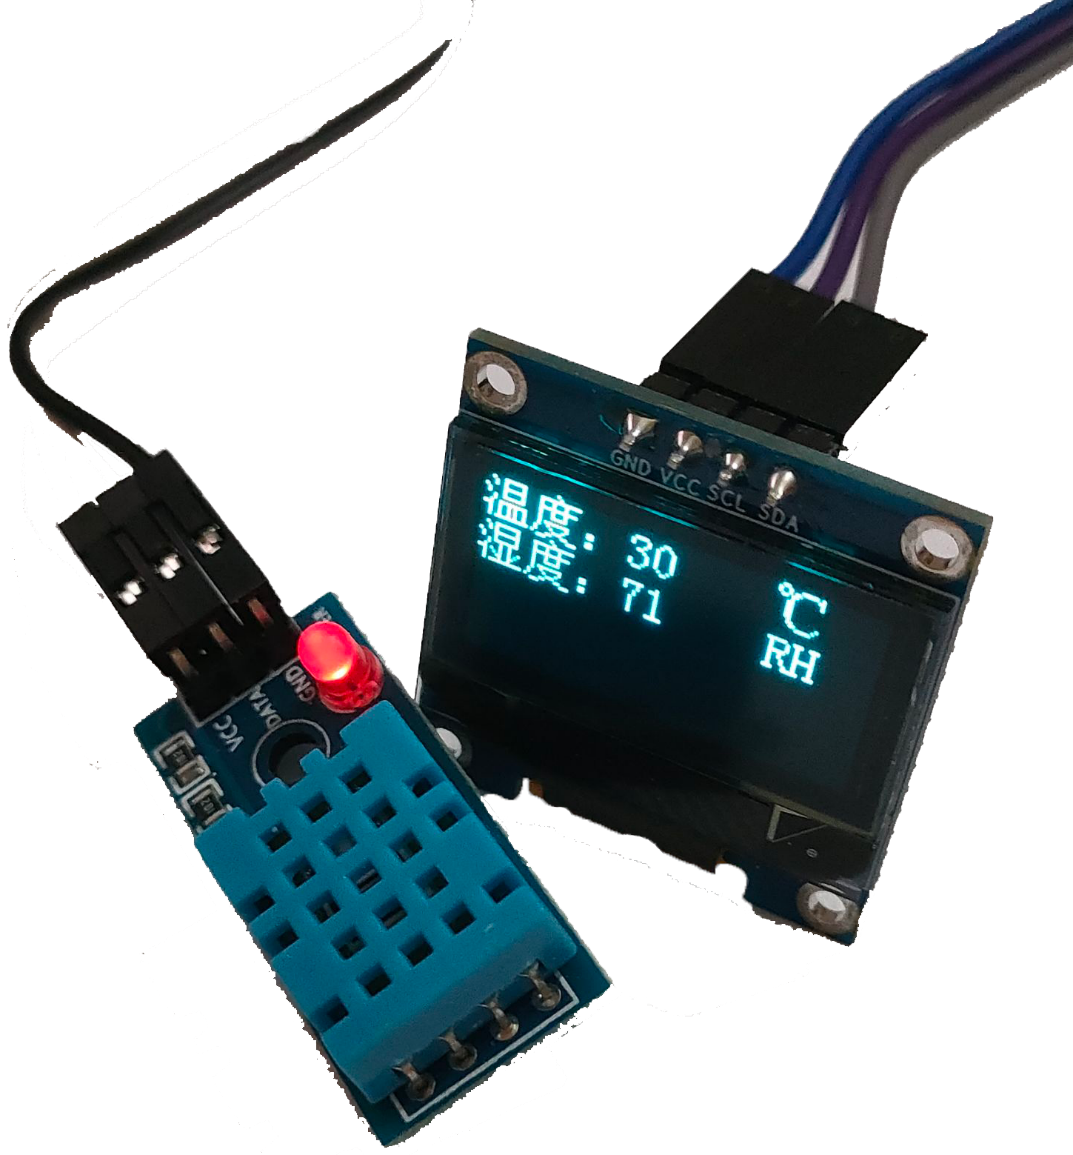 GND VCC SCL SDA
温度: 30 ℃
湿度: 71 RH
GND
DATA
VCC